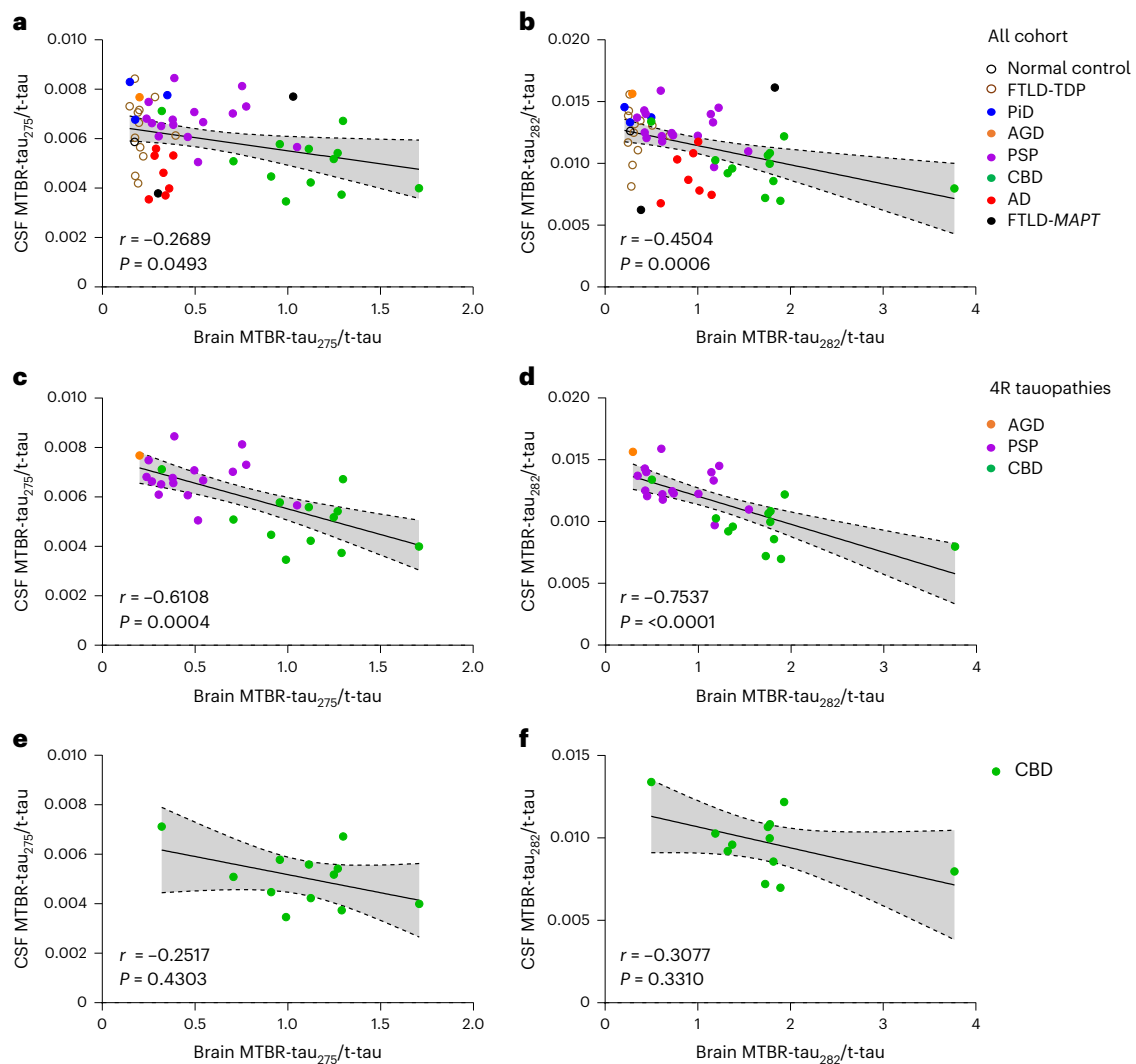 a
0.010
0.008
0.006
0.004
0.002
0
CSF MTBR-tau275/t-tau
r = –0.2689
P = 0.0493
0
0.5
1.0
1.5
2.0
Brain MTBR-tau275/t-tau
b
0.020
0.015
0.010
0.005
0
CSF MTBR-tau282/t-tau
r = –0.4504
P = 0.0006
0
1
2
3
4
Brain MTBR-tau282/t-tau
All cohort
Normal control
FTLD-TDP
PiD
AGD
PSP
CBD
AD
FTLD-MAPT
c
0.010
0.008
0.006
0.004
0.002
0
CSF MTBR-tau275/t-tau
r = –0.6108
P = 0.0004
0
0.5
1.0
1.5
2.0
Brain MTBR-tau275/t-tau
d
0.020
0.015
0.010
0.005
0
CSF MTBR-tau282/t-tau
r = –0.7537
P = <0.0001
0
1
2
3
4
Brain MTBR-tau282/t-tau
4R tauopathies
AGD
PSP
CBD
e
0.010
0.008
0.006
0.004
0.002
0
CSF MTBR-tau275/t-tau
r = –0.2517
P = 0.4303
0
0.5
1.0
1.5
2.0
Brain MTBR-tau275/t-tau
f
0.015
0.010
0.005
0
CSF MTBR-tau282/t-tau
r = –0.3077
P = 0.3310
0
1
2
3
4
Brain MTBR-tau282/t-tau
CBD